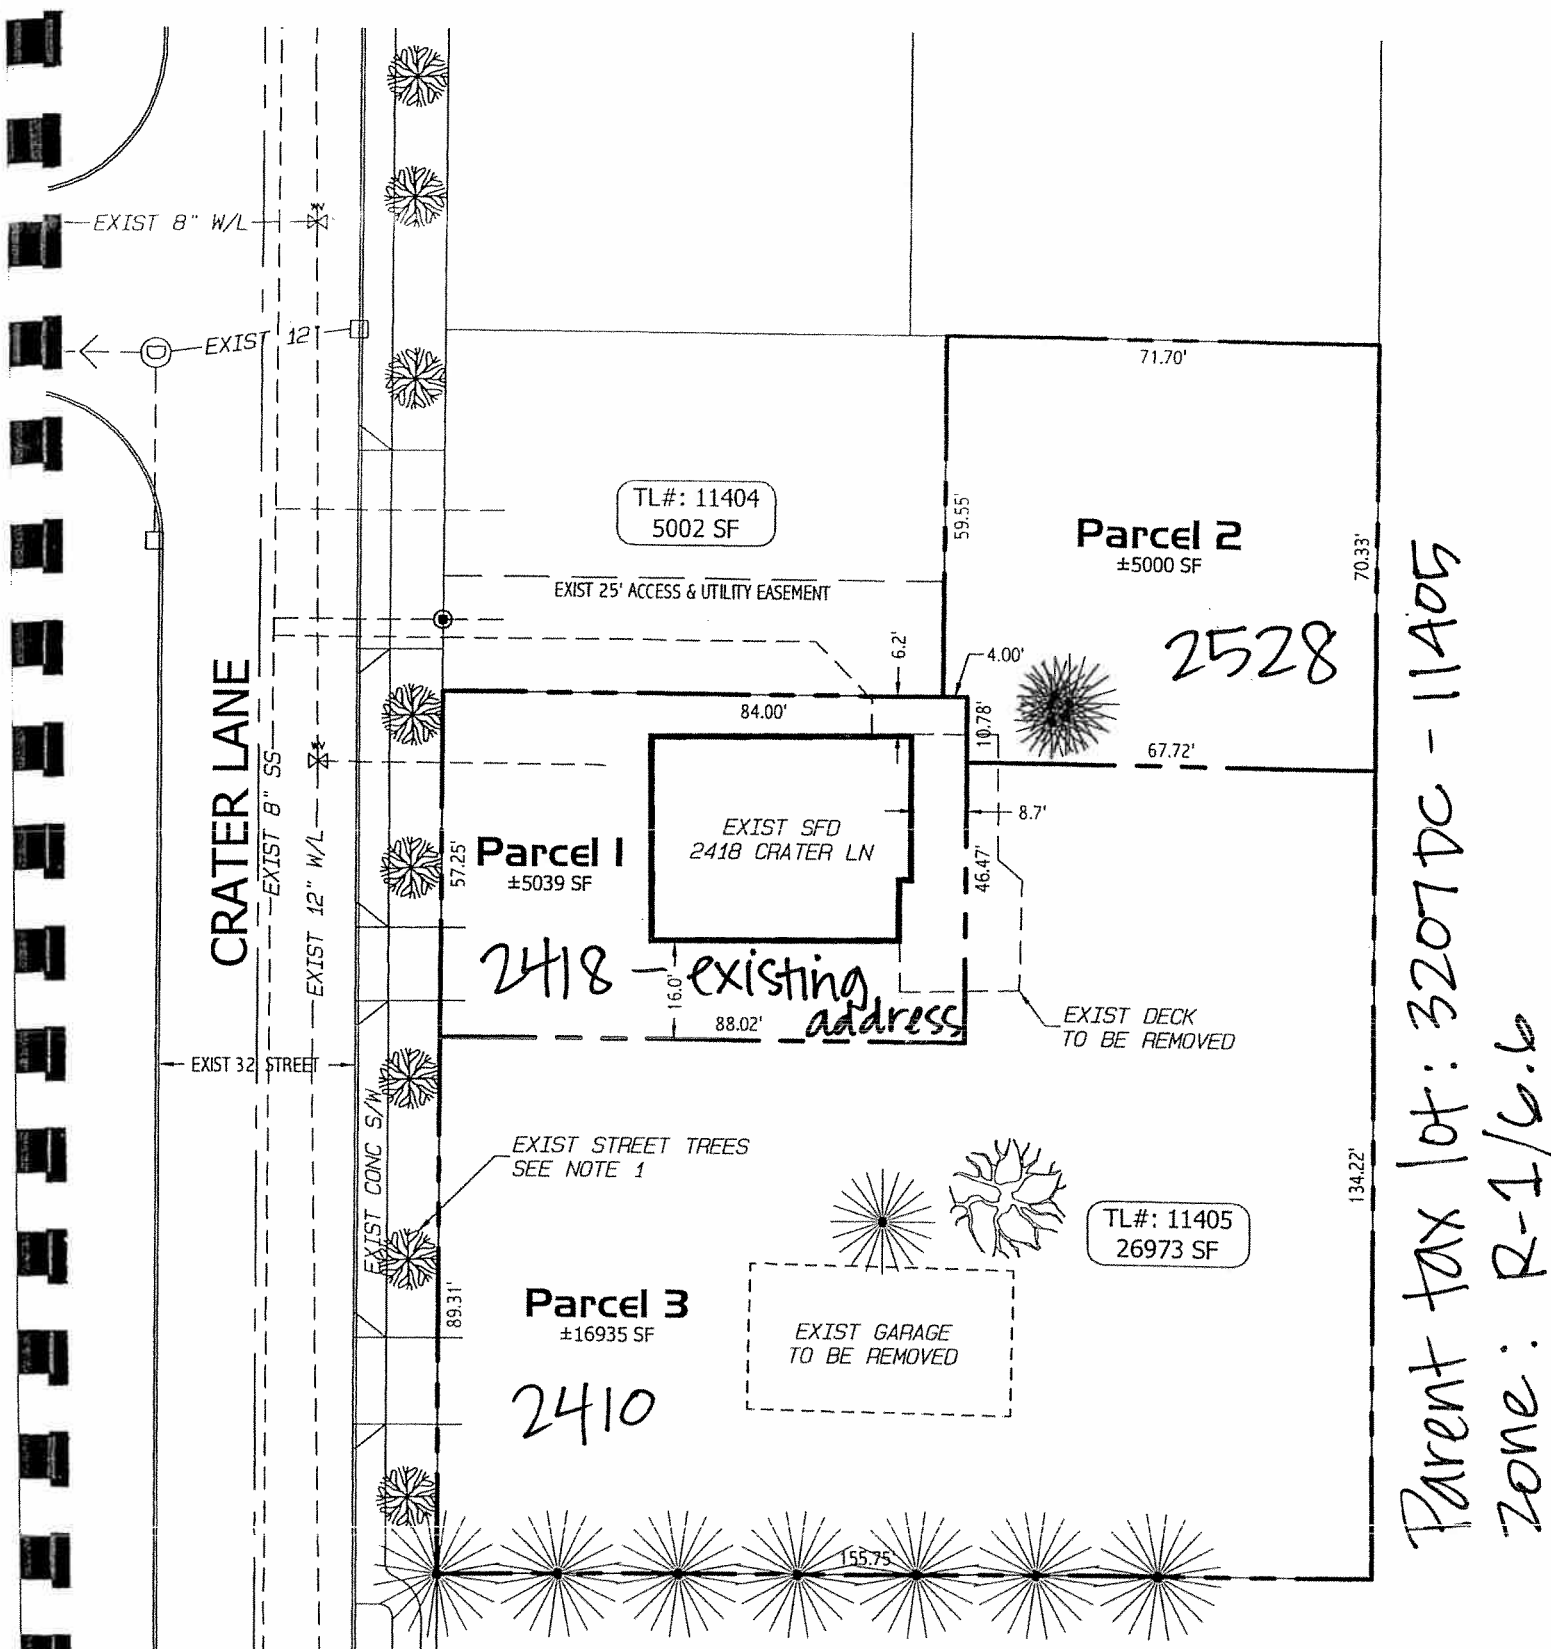 EXIST 8" W/L
EXIST 12"
71.70'
TL#: 11404
5002 SF
59.55'
Parcel 2
±5000 SF
70.33'
EXIST 25' ACCESS & UTILITY EASEMENT
2528
6.2'
4.00'
84.00'
10.78'
67.72'
CRATER LANE
EXIST 8" SS
EXIST 12" W/L
57.25'
Parcel 1
±5039 SF
EXIST SFD
2418 CRATER LN
8.7'
46.47'
2418 - existing
address
16.0'
88.02'
EXIST DECK
TO BE REMOVED
EXIST 32' STREET
EXIST CONC S/W
EXIST STREET TREES
SEE NOTE 1
TL#: 11405
26973 SF
134.22'
89.31'
Parcel 3
±16935 SF
EXIST GARAGE
TO BE REMOVED
2410
155.75'
Parent tax lot: 3207DC - 11405
zone: R-1/6.6